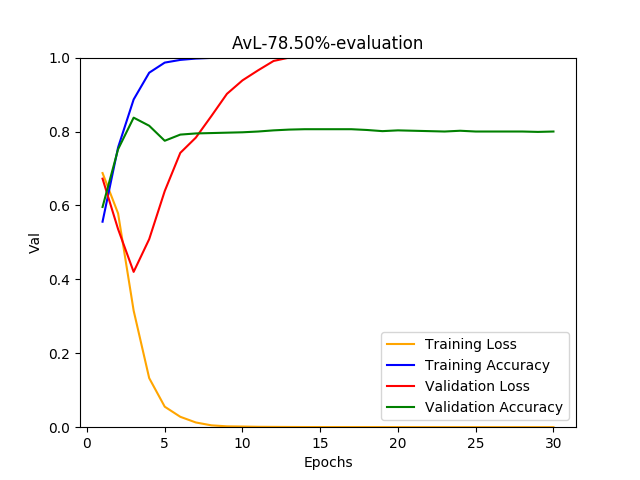 AvL-78.50%-evaluation
1.0
0.8
0.6
0.4
0.2
0.0
Val
0 5 10 15 20 25 30
Epochs
Training Loss
Training Accuracy
Validation Loss
Validation Accuracy